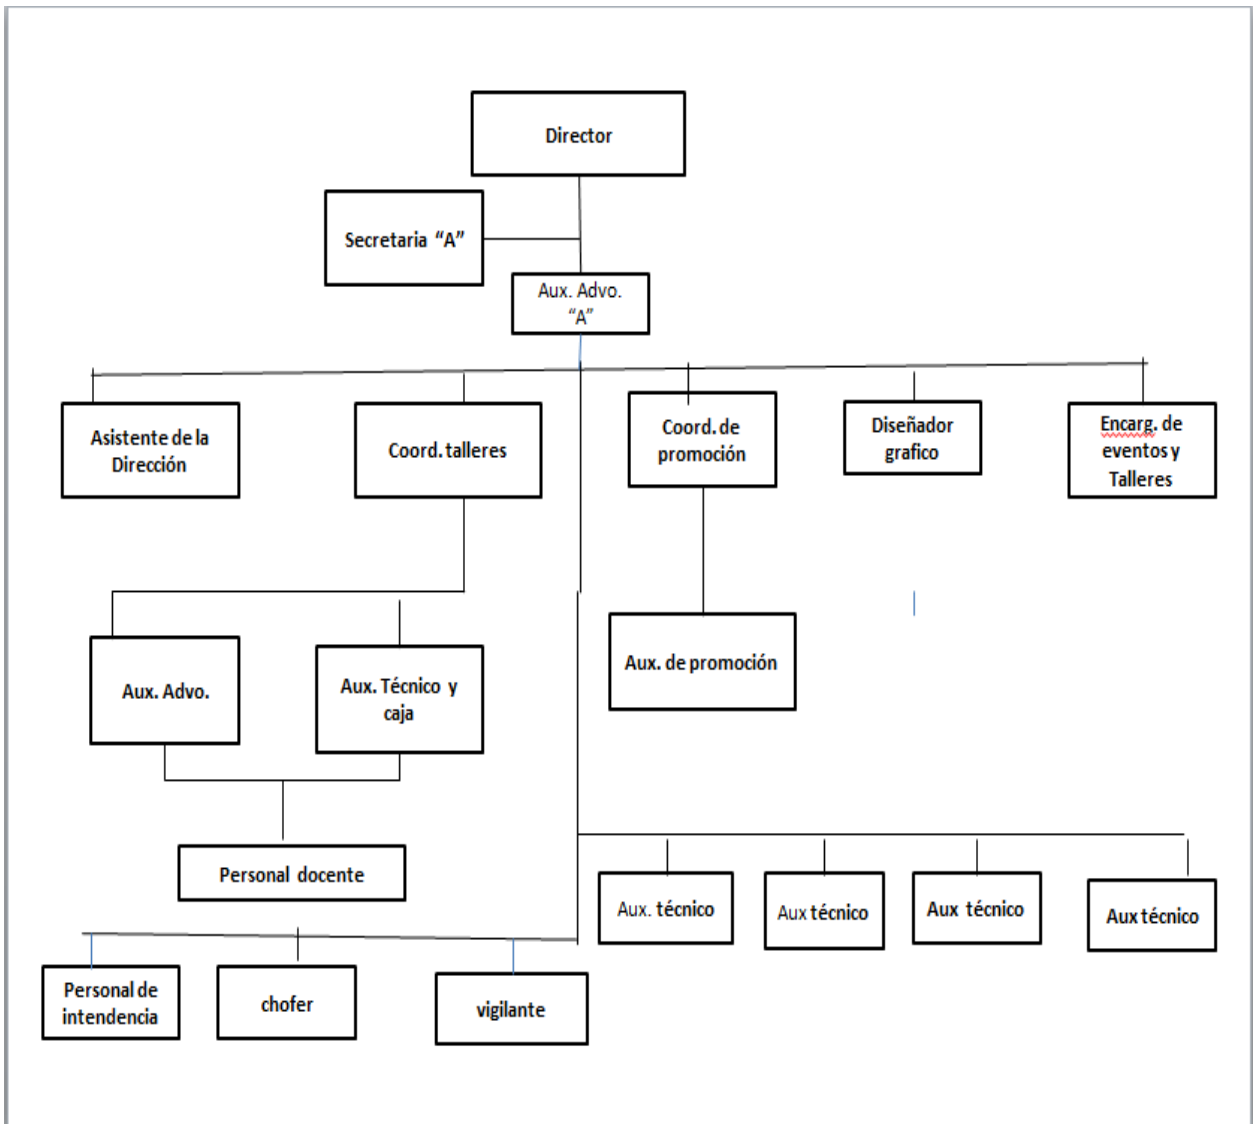 Director
Secretaria “A”
Aux. Advo.
“A”
Asistente de la
Dirección
Coord. talleres
Coord. de
promoción
Diseñador
grafico
Encarg. de
eventos y
Talleres
Aux. Advo.
Aux. Técnico y
caja
Aux. de promoción
Personal docente
Aux. técnico
Aux técnico
Aux técnico
Aux técnico
Personal de
intendencia
chofer
vigilante